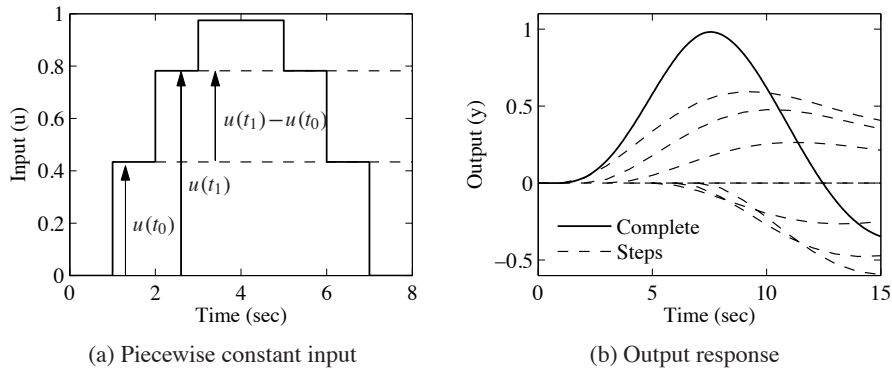 1
0.8
0.6
0.4
0.2
0
Input (u)
0 2 4 6 8
Time (sec)
u(t₀)
u(t₁)
u(t₁)−u(t₀)
(a) Piecewise constant input
1
0.5
0
−0.5
Output (y)
0 5 10 15
Time (sec)
Complete
Steps
(b) Output response